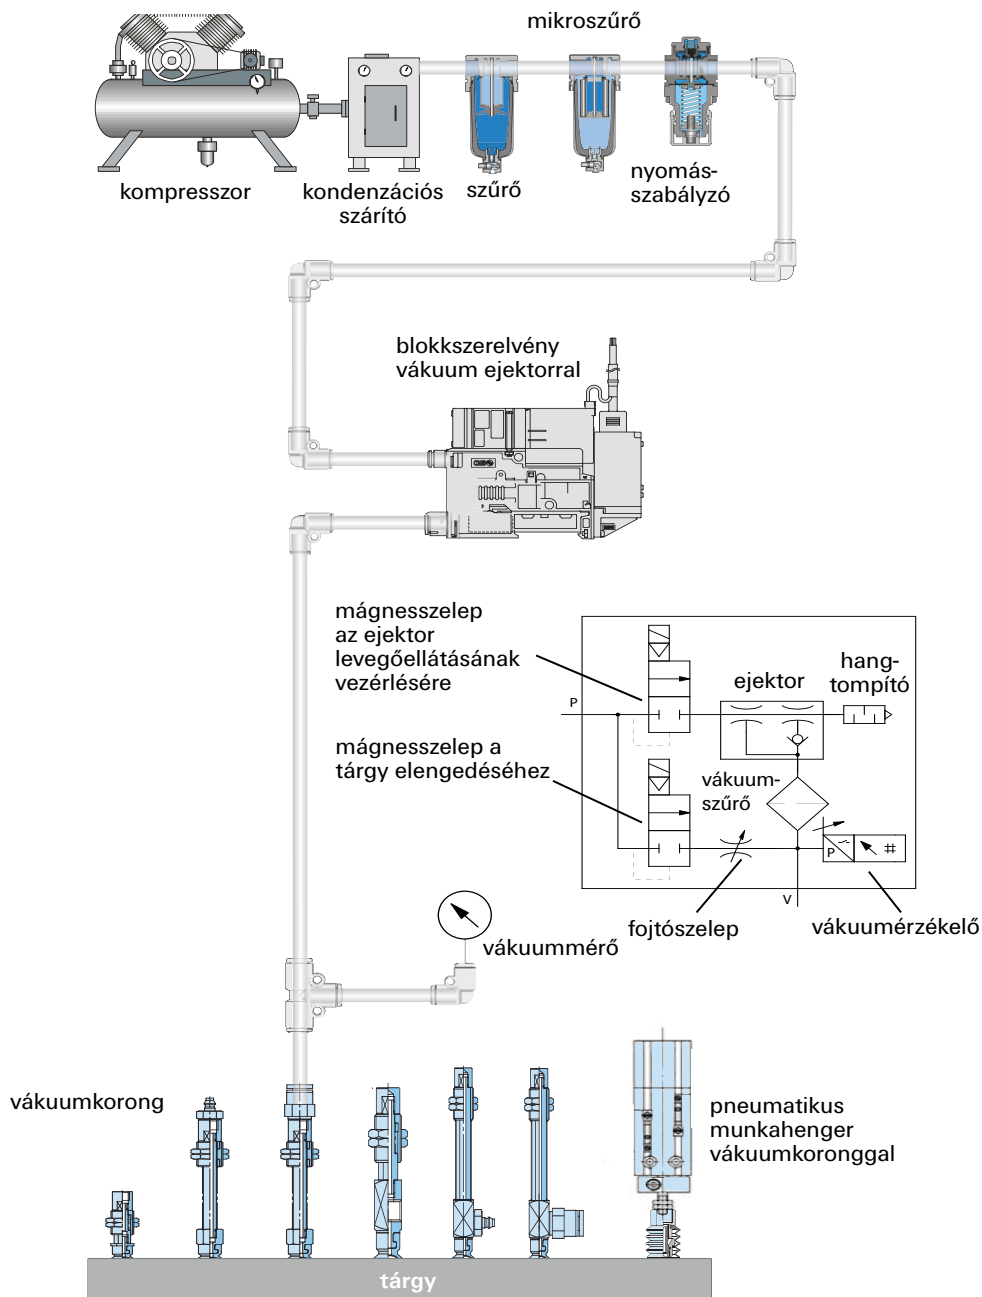 mikroszűrő
kompresszor
kondenzációs
szárító
szűrő
nyomás-
szabályzó
blokkszerelvény
vákuum ejektorral
mágnesszelep
az ejektor
levegőellátásának
vezérlésére
P
ejektor
hang-
tompító
mágnesszelep a
tárgy elengedéséhez
vákuum-
szűrő
P
#
V
fojtószelep
vákuumérzékelő
vákuummérő
vákuumkorong
pneumatikus
munkahenger
vákuumkoronggal
tárgy